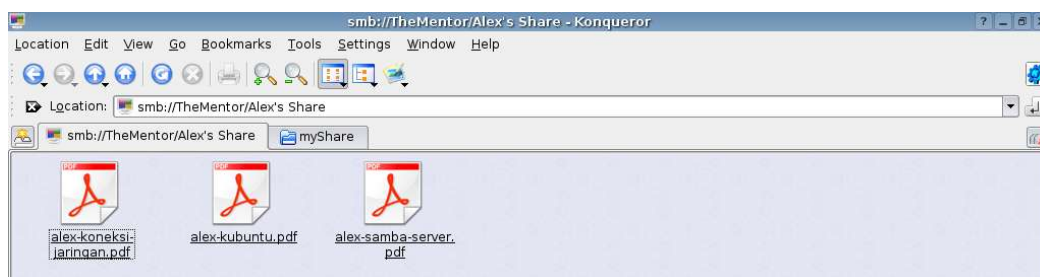 smb://TheMentor/Alex's Share - Konqueror
Location Edit View Go Bookmarks Tools Settings Window Help
Location: smb://TheMentor/Alex's Share
smb://TheMentor/Alex's Share myShare
PDF PDF PDF
alex-koneksi-jaringan.pdf alex-kubuntu.pdf alex-samba-server.pdf